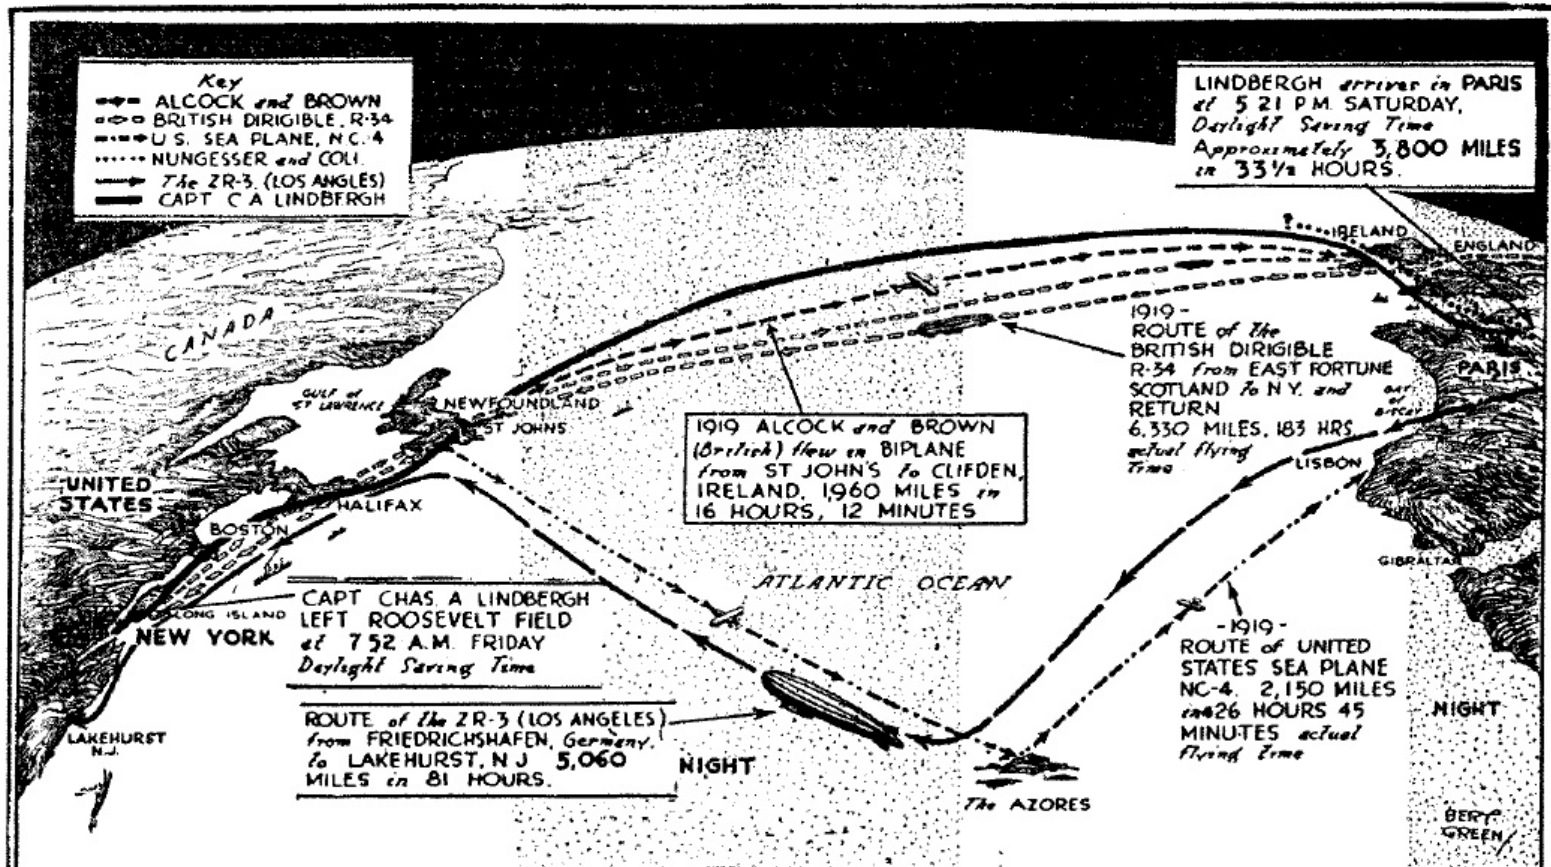 Key
ALCOCK and BROWN
BRITISH DIRIGIBLE, R-34
U.S. SEA PLANE, N.C.-4
NUNGESSER and COLI.
The ZR-3, (LOS ANGLES)
CAPT C A LINDBERGH
LINDBERGH arrives in PARIS
at 5 21 P.M. SATURDAY,
Daylight Saving Time
Approximately 3,800 MILES
in 33½ HOURS.
?
IRELAND
ENGLAND
CANADA
GULF of
ST LAWRENCE
NEWFOUNDLAND
ST JOHNS
1919 -
ROUTE of the
BRITISH DIRIGIBLE
R-34 from EAST FORTUNE
SCOTLAND to N.Y. and
RETURN
6,330 MILES, 183 HRS.
actual flying
Time
PARIS
BAY
of
BISCAY
1919 ALCOCK and BROWN
(British) flew in BIPLANE
from ST JOHN'S to CLIFDEN,
IRELAND, 1,960 MILES in
16 HOURS, 12 MINUTES
LISBON
UNITED
STATES
HALIFAX
BOSTON
GIBRALTAR
ATLANTIC OCEAN
LONG ISLAND
NEW YORK
CAPT CHAS. A LINDBERGH
LEFT ROOSEVELT FIELD
at 7 52 A.M. FRIDAY
Daylight Saving Time
-1919-
ROUTE of UNITED
STATES SEA PLANE
NC-4. 2,150 MILES
in 26 HOURS 45
MINUTES actual
flying time
ROUTE of the ZR-3 (LOS ANGELES)
from FRIEDRICHSHAFEN, Germany,
to LAKEHURST, N J 5,060
MILES in 81 HOURS.
LAKEHURST
N.J.
NIGHT
NIGHT
The AZORES
BERT
GREEN